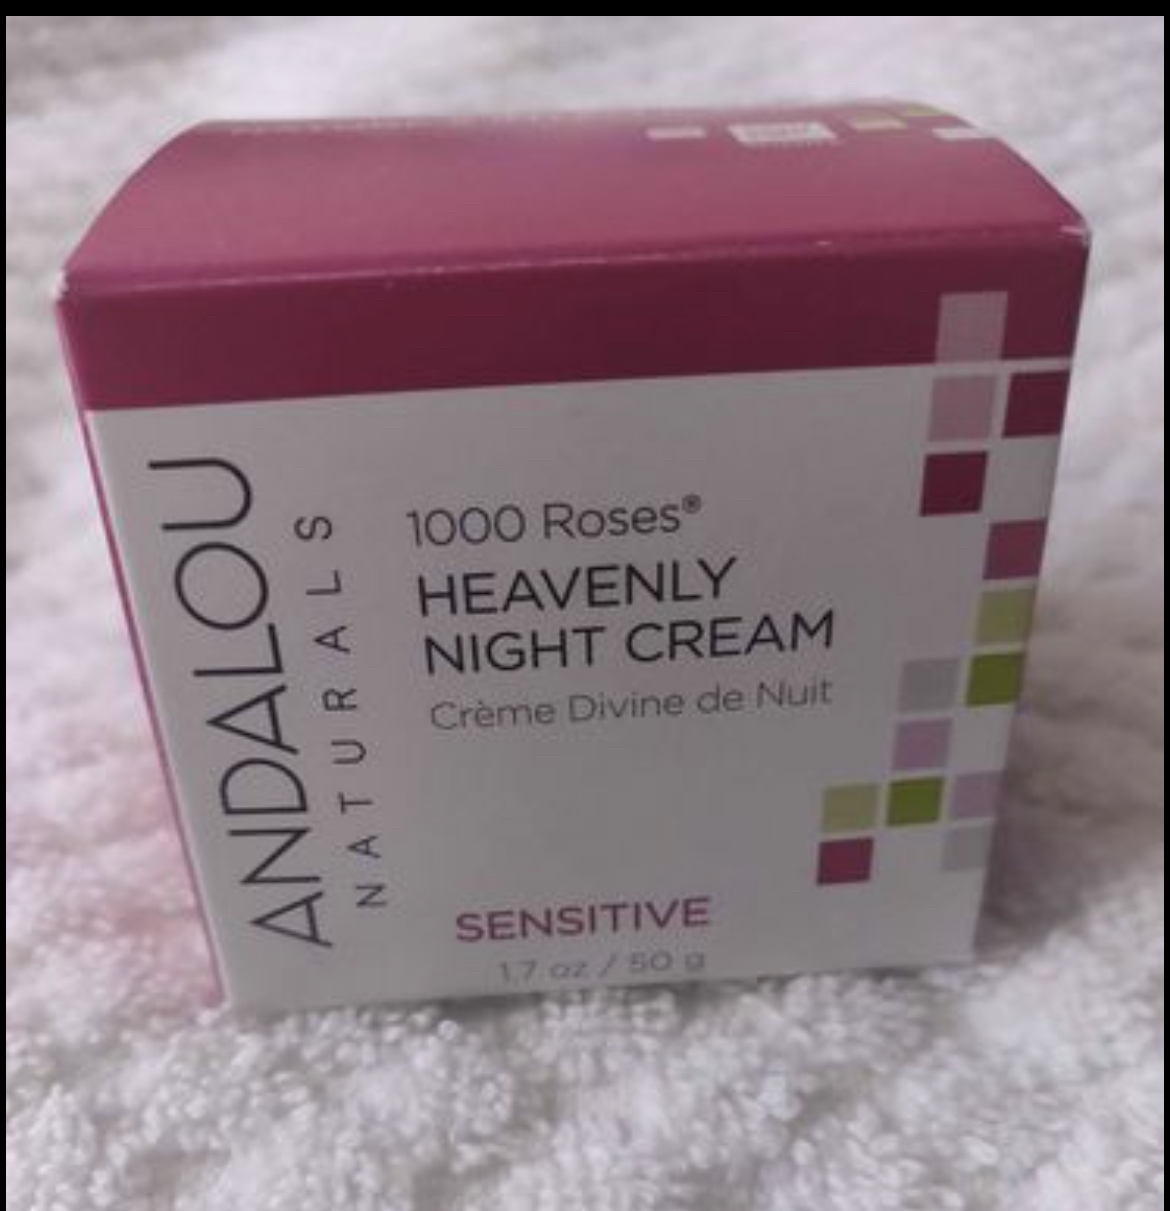 ANDALOU
NATURALS
1000 Roses®
HEAVENLY
NIGHT CREAM
Crème Divine de Nuit
SENSITIVE
1.7 oz / 50 g